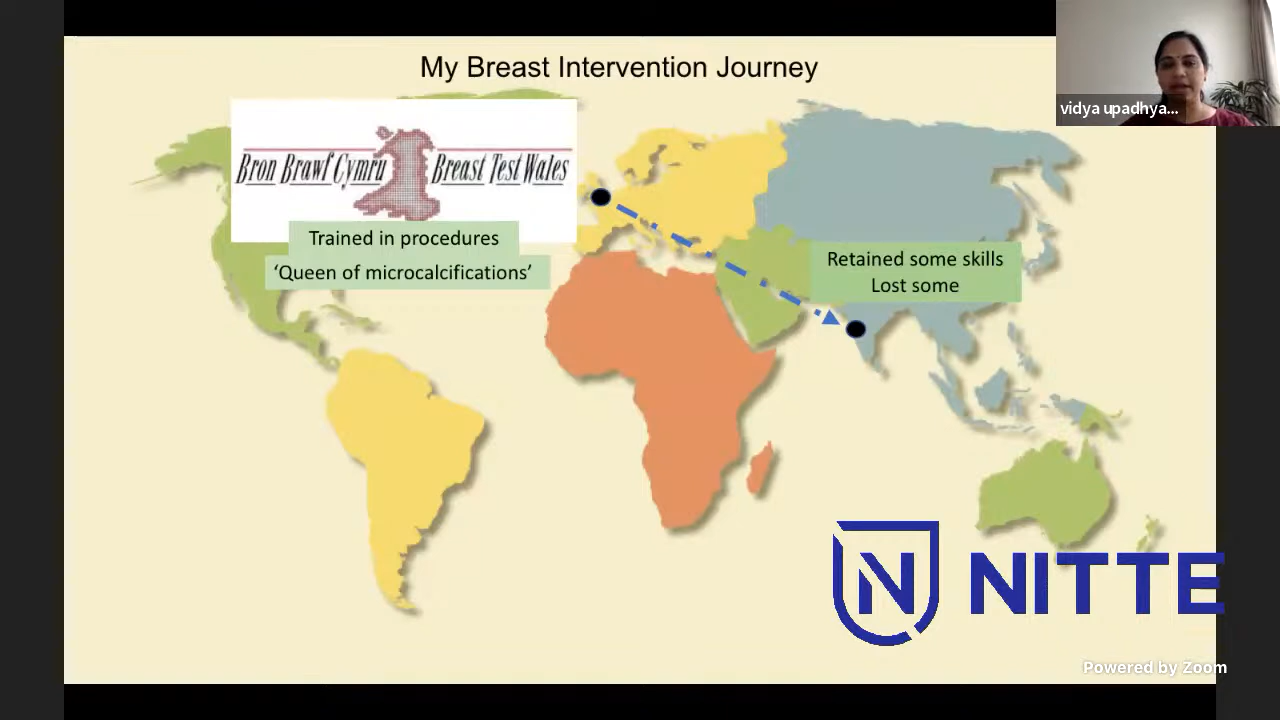 My Breast Intervention Journey
vidya upadhya...
Bron Brawf Cymru Breast Test Wales
Trained in procedures
‘Queen of microcalcifications’
Retained some skills
Lost some
N NITTE
Powered by Zoom